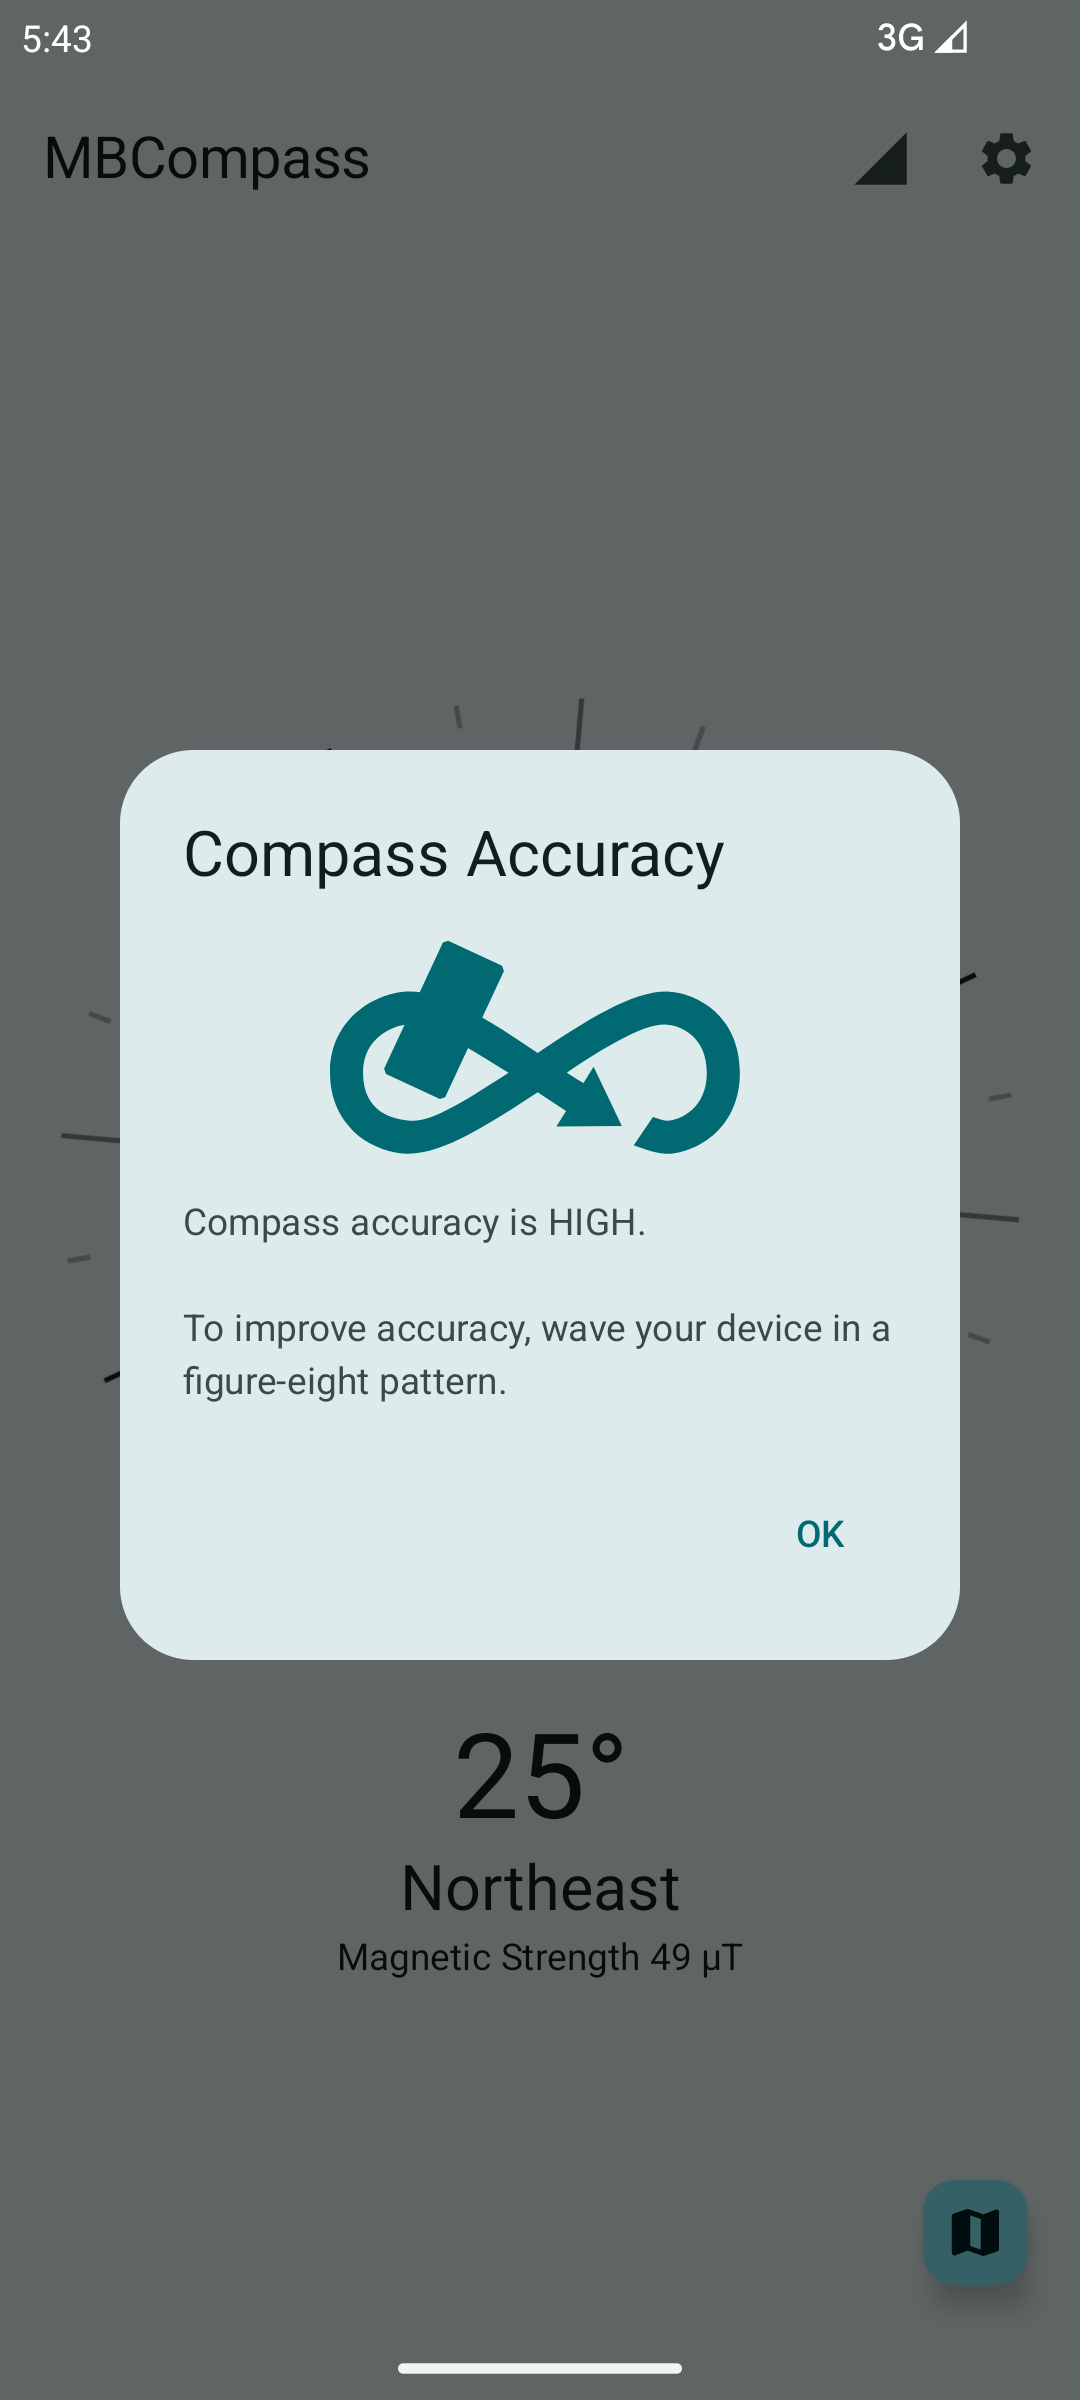 5:43
3G
MBCompass
Compass Accuracy
Compass accuracy is HIGH.
To improve accuracy, wave your device in a
figure-eight pattern.
OK
25°
Northeast
Magnetic Strength 49 µT